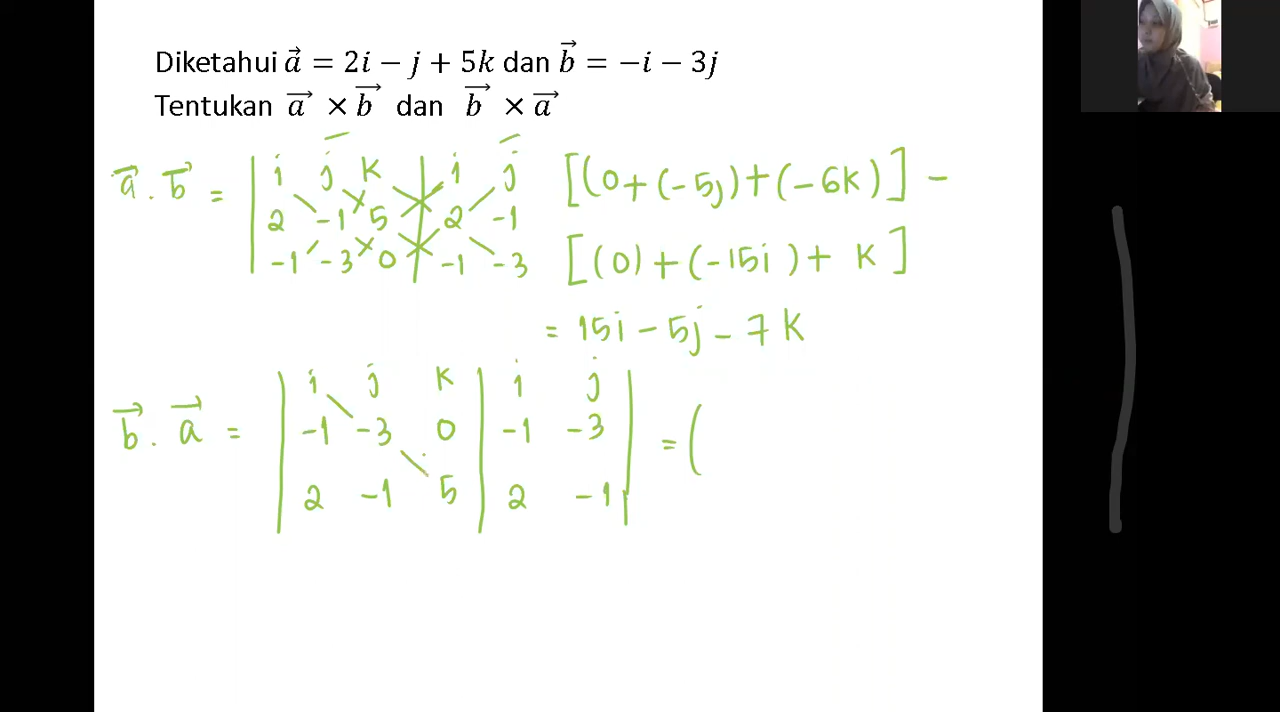 Diketahui a⃗ = 2i − j + 5k dan b⃗ = −i − 3j
Tentukan a⃗ × b⃗ dan b⃗ × a⃗
a⃗ . b⃗ = | i j k | i j [(0 + (-5j) + (-6k)] -
2 -1 5 | 2 -1
-1 -3 0 | -1 -3 [(0) + (-15i) + k]
= 15i - 5j - 7k
b⃗ . a⃗ = | i j k | i j |
-1 -3 0 | -1 -3 | = (
2 -1 5 | 2 -1 |